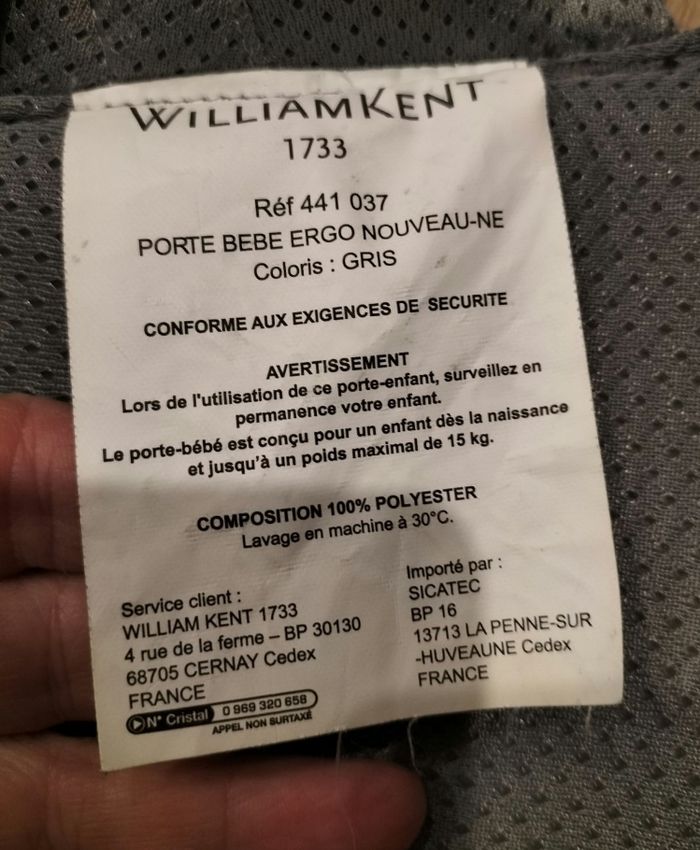 WILLIAMKENT
1733
Réf 441 037
PORTE BEBE ERGO NOUVEAU-NE
Coloris : GRIS
CONFORME AUX EXIGENCES DE SECURITE
AVERTISSEMENT
Lors de l'utilisation de ce porte-enfant, surveillez en
permanence votre enfant.
Le porte-bébé est conçu pour un enfant dès la naissance
et jusqu'à un poids maximal de 15 kg.
COMPOSITION 100% POLYESTER
Lavage en machine à 30°C.
Service client :
WILLIAM KENT 1733
4 rue de la ferme – BP 30130
68705 CERNAY Cedex
FRANCE
N° Cristal 0 969 320 658
APPEL NON SURTAXÉ
Importé par :
SICATEC
BP 16
13713 LA PENNE-SUR
-HUVEAUNE Cedex
FRANCE